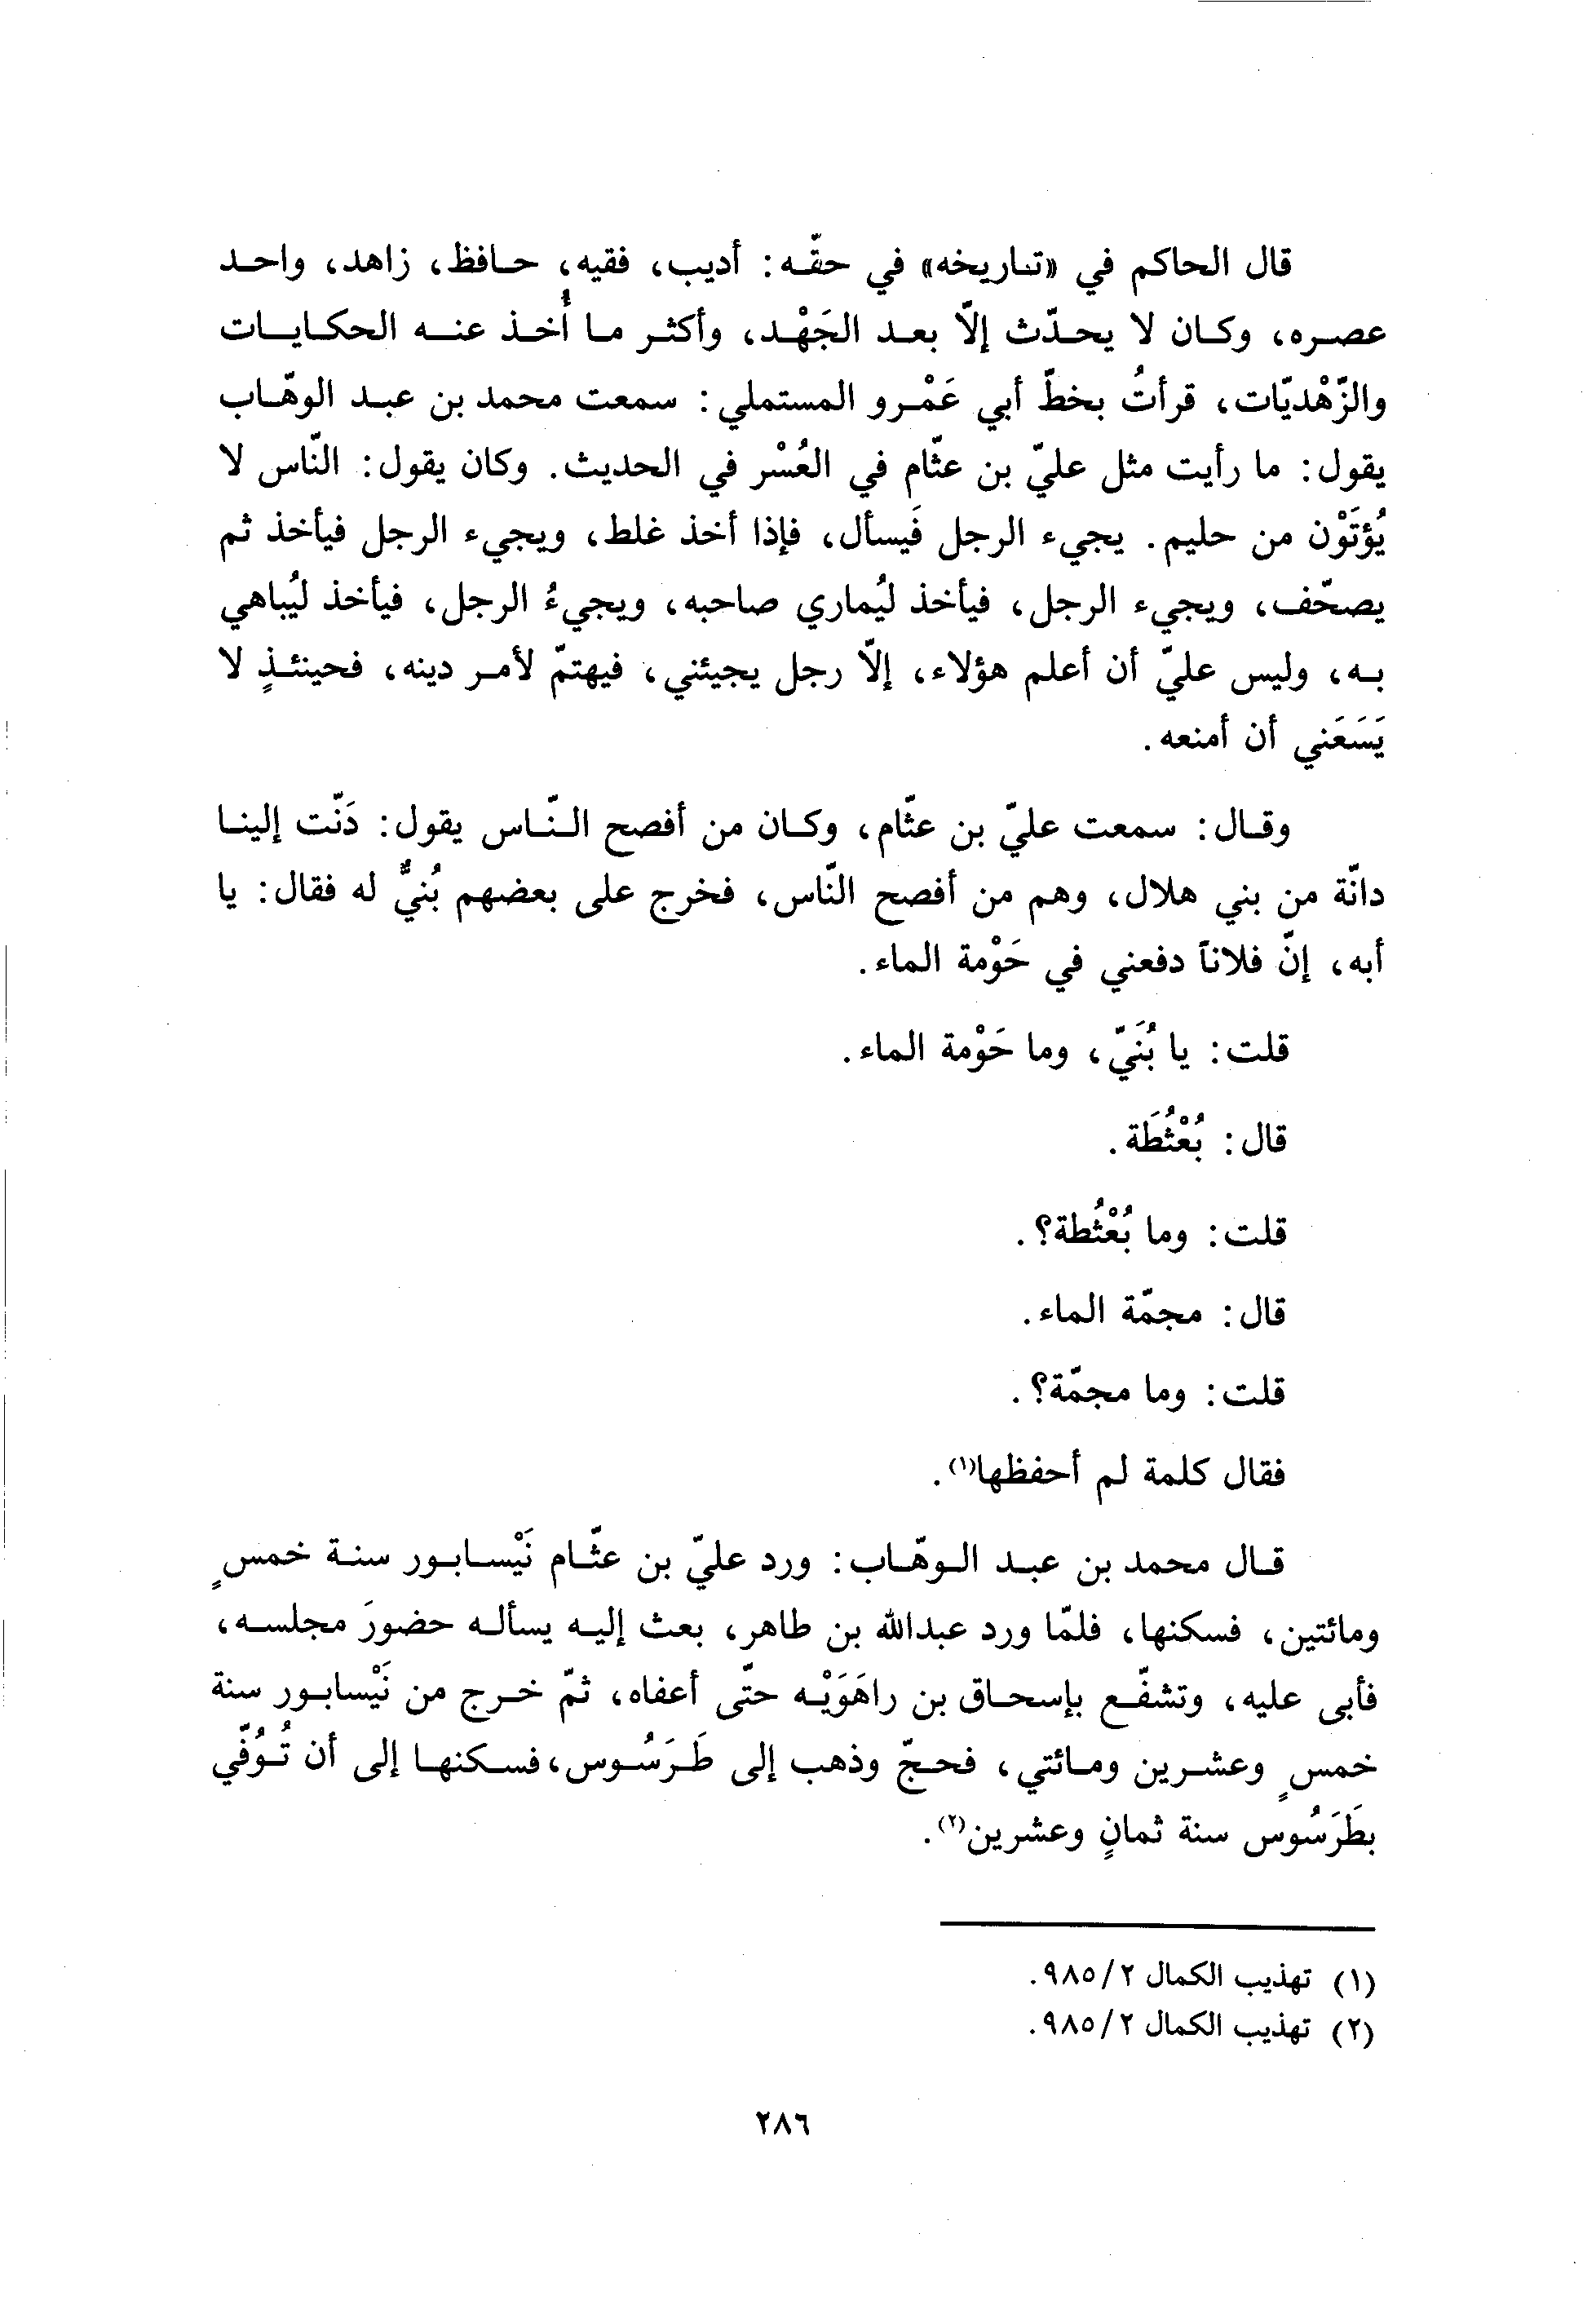 قال الحاكم في «تاريخه» في حقّه: أديب، فقيه، حافظ، زاهد، واحد
عصره، وكان لا يحدّث إلّا بعد الجَهْد، وأكثر ما أُخذ عنه الحكايات
والزّهْديّات، قرأتُ بخطّ أبي عَمْرو المستملي: سمعت محمد بن عبد الوهّاب
يقول: ما رأيت مثل عليّ بن عثّام في العُسْر في الحديث. وكان يقول: النّاس لا
يُؤتَوْن من حليم. يجيء الرجل فَيسأل، فإذا أخذ غلط، ويجيء الرجل فيأخذ ثم
يصحّف، ويجيء الرجل، فيأخذ ليُماري صاحبه، ويجيءُ الرجل، فيأخذ ليُباهي
به، وليس عليّ أن أعلم هؤلاء، إلّا رجل يجيئني، فيهتمّ لأمر دينه، فحينئذٍ لا
يَسَعَني أن أمنعه.
وقال: سمعت عليّ بن عثّام، وكان من أفصح النّاس يقول: دَنّت إلينا
دانّة من بني هلال، وهم من أفصح النّاس، فخرج على بعضهم بُنيٌّ له فقال: يا
أبه، إنّ فلاناً دفعني في حَوْمة الماء.
قلت: يا بُنَيّ، وما حَوْمة الماء.
قال: بُعْثُطَة.
قلت: وما بُعْثُطة؟.
قال: مجمّة الماء.
قلت: وما مجمّة؟.
فقال كلمة لم أحفظها(١).
قال محمد بن عبد الوهّاب: ورد عليّ بن عثّام نَيْسابور سنة خمسٍ
ومائتين، فسكنها، فلمّا ورد عبدالله بن طاهر، بعث إليه يسأله حضورَ مجلسه،
فأبى عليه، وتشفّع بإسحاق بن راهَوَيْه حتّى أعفاه، ثمّ خرج من نَيْسابور سنة
خمسٍ وعشرين ومائتي، فحجّ وذهب إلى طَرَسُوس، فسكنها إلى أن تُوُفّي
بطَرَسُوس سنة ثمانٍ وعشرين(٢).
(١) تهذيب الكمال ٢/ ٩٨٥.
(٢) تهذيب الكمال ٢/ ٩٨٥.
٢٨٦